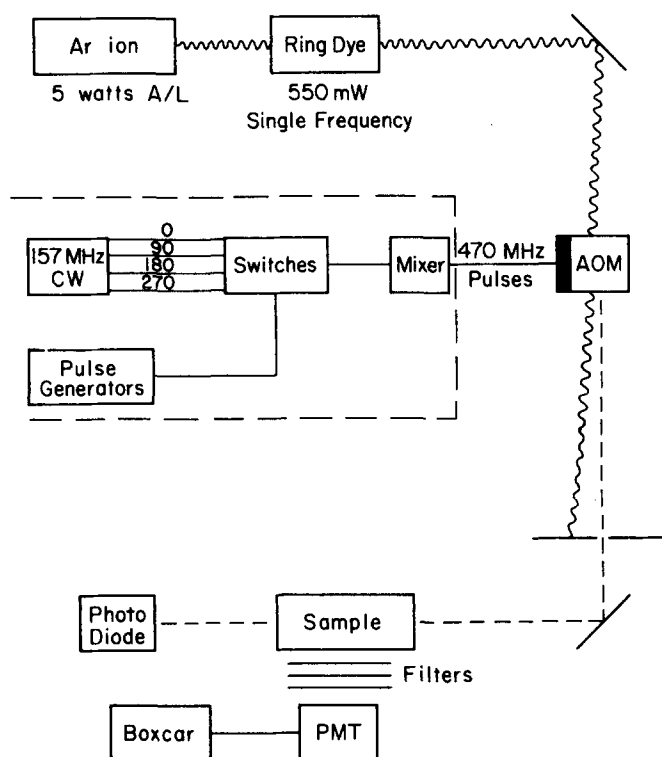 Ar ion
5 watts A/L
Ring Dye
550 mW
Single Frequency
157 MHz
CW
0
90
180
270
Switches
Mixer
470 MHz
Pulses
AOM
Pulse
Generators
Photo
Diode
Sample
Filters
Boxcar
PMT